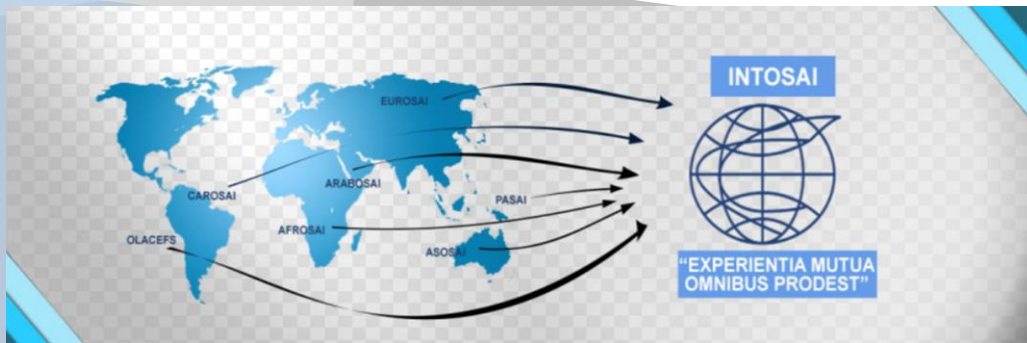 INTOSAI
EUROSAI
ARABOSAI
CAROSAI
PASAI
AFROSAI
OLACEFS
ASOSAI
“EXPERIENTIA MUTUA
OMNIBUS PRODEST”